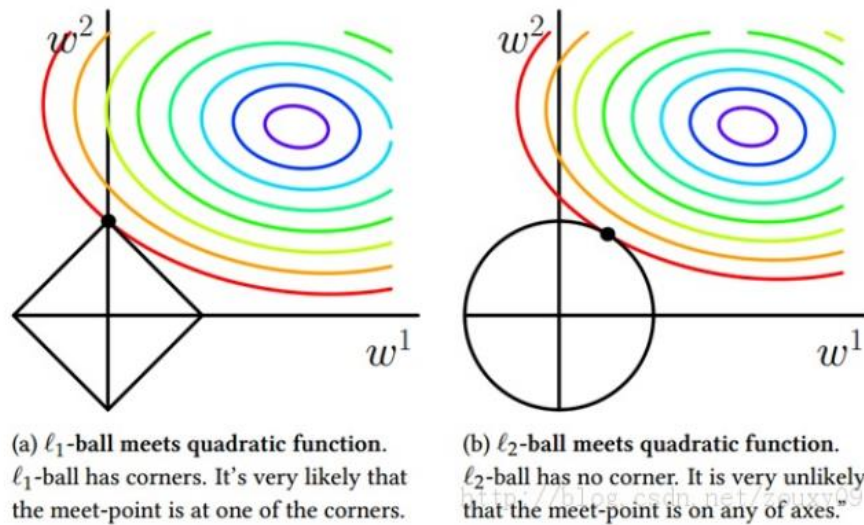 w²
w¹
w²
w¹
(a) ℓ₁-ball meets quadratic function.
ℓ₁-ball has corners. It's very likely that
the meet-point is at one of the corners.
(b) ℓ₂-ball meets quadratic function.
ℓ₂-ball has no corner. It is very unlikely
that the meet-point is on any of axes."
http://blog.csdn.net/zouxy09